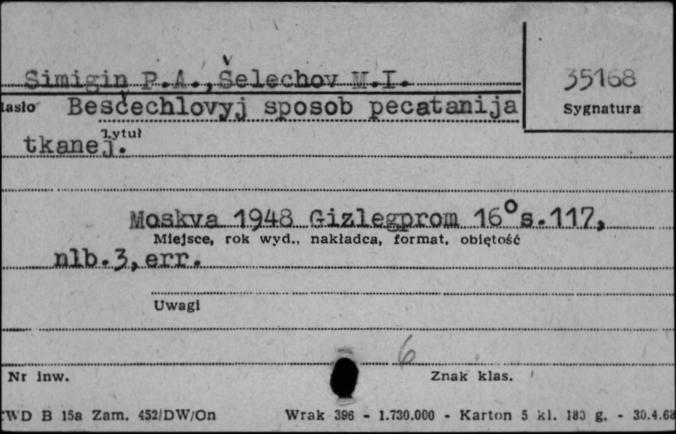 Simigin P.A., Šelechov M.I.
35168
Sygnatura
Hasło Besčechlovyj sposob pecatanija
Tytuł
tkanej.
Moskva 1948 Gizlegprom 16° s.117,
Miejsce, rok wyd., nakładca, format, objętość
nlb.3,err.
Uwagi
6
Nr inw. Znak klas.
CWD B 15a Zam. 452/DW/On Wrak 396 - 1.730.000 - Karton 5 kl. 180 g. - 30.4.68